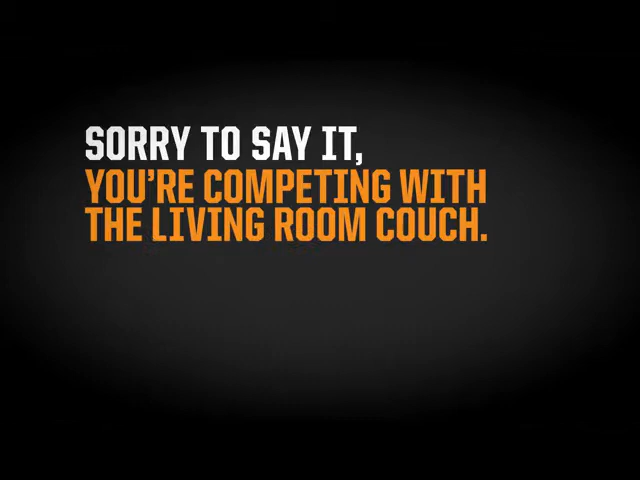 SORRY TO SAY IT,
YOU'RE COMPETING WITH
THE LIVING ROOM COUCH.